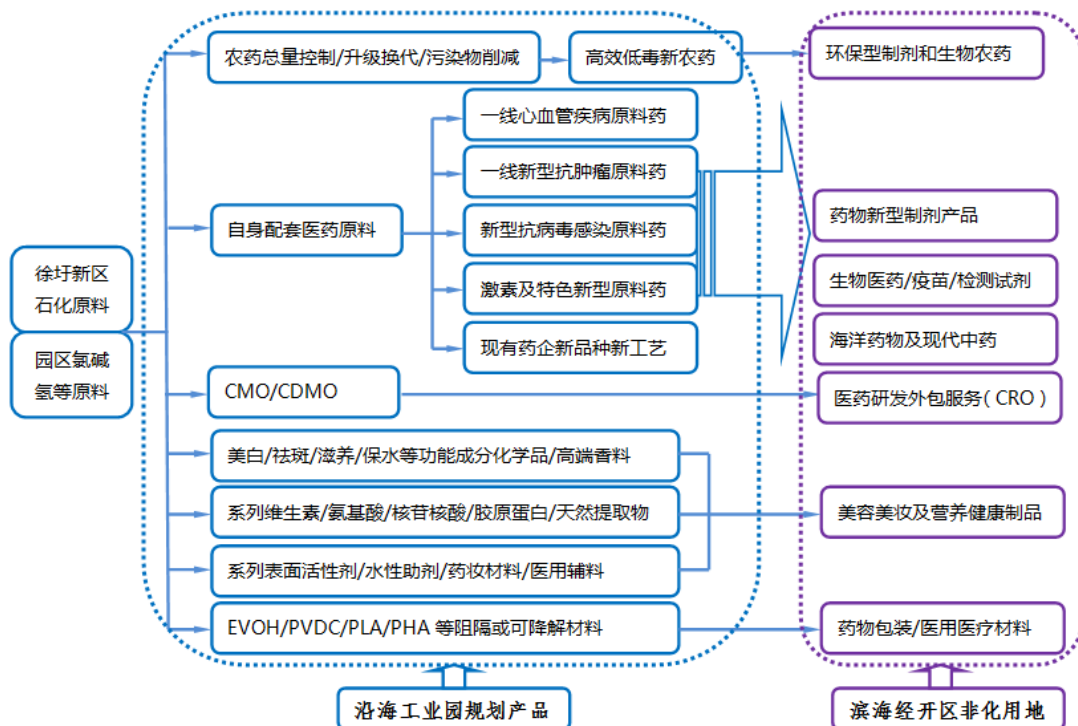 农药总量控制/升级换代/污染物削减
高效低毒新农药
环保型制剂和生物农药
一线心血管疾病原料药
一线新型抗肿瘤原料药
自身配套医药原料
新型抗病毒感染原料药
激素及特色新型原料药
现有药企新品种新工艺
药物新型制剂产品
生物医药/疫苗/检测试剂
海洋药物及现代中药
徐圩新区
石化原料
园区氯碱
氢等原料
CMO/CDMO
医药研发外包服务(CRO)
美白/祛斑/滋养/保水等功能成分化学品/高端香料
系列维生素/氨基酸/核苷核酸/胶原蛋白/天然提取物
美容美妆及营养健康制品
系列表面活性剂/水性助剂/药妆材料/医用辅料
EVOH/PVDC/PLA/PHA 等阻隔或可降解材料
药物包装/医用医疗材料
沿海工业园规划产品
滨海经开区非化用地